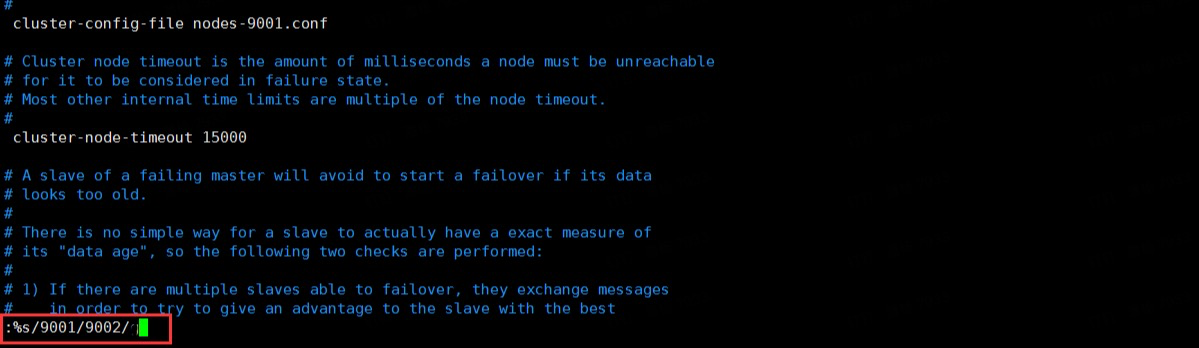 #
cluster-config-file nodes-9001.conf
# Cluster node timeout is the amount of milliseconds a node must be unreachable
# for it to be considered in failure state.
# Most other internal time limits are multiple of the node timeout.
#
cluster-node-timeout 15000
# A slave of a failing master will avoid to start a failover if its data
# looks too old.
#
# There is no simple way for a slave to actually have a exact measure of
# its "data age", so the following two checks are performed:
#
# 1) If there are multiple slaves able to failover, they exchange messages
#    in order to try to give an advantage to the slave with the best
:%s/9001/9002/